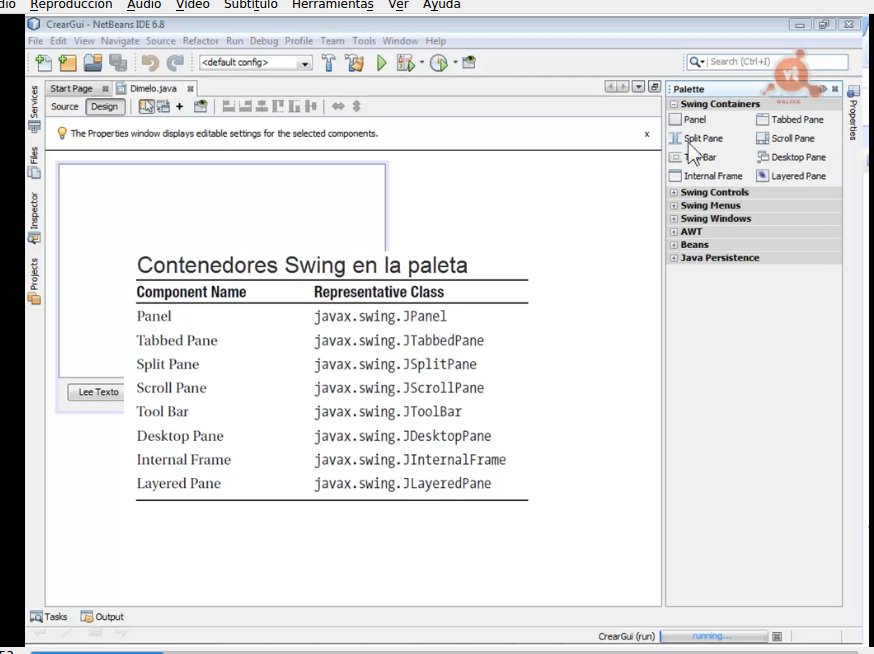 dio Reproducción Audio Vídeo Subtítulo Herramientas Ver Ayuda
CrearGui - NetBeans IDE 6.8
File Edit View Navigate Source Refactor Run Debug Profile Team Tools Window Help
<default config>
Search (Ctrl+I)
vt
ONLINE
Start Page
Dimelo.java
Source Design
The Properties window displays editable settings for the selected components.
x
Services
Files
Inspector
Projects
Lee Texto
Contenedores Swing en la paleta
Component Name Representative Class
Panel javax.swing.JPanel
Tabbed Pane javax.swing.JTabbedPane
Split Pane javax.swing.JSplitPane
Scroll Pane javax.swing.JScrollPane
Tool Bar javax.swing.JToolBar
Desktop Pane javax.swing.JDesktopPane
Internal Frame javax.swing.JInternalFrame
Layered Pane javax.swing.JLayeredPane
Palette
Swing Containers
Panel Tabbed Pane
Split Pane Scroll Pane
Bar Desktop Pane
Internal Frame Layered Pane
Swing Controls
Swing Menus
Swing Windows
AWT
Beans
Java Persistence
Properties
Tasks Output
CrearGui (run) running...